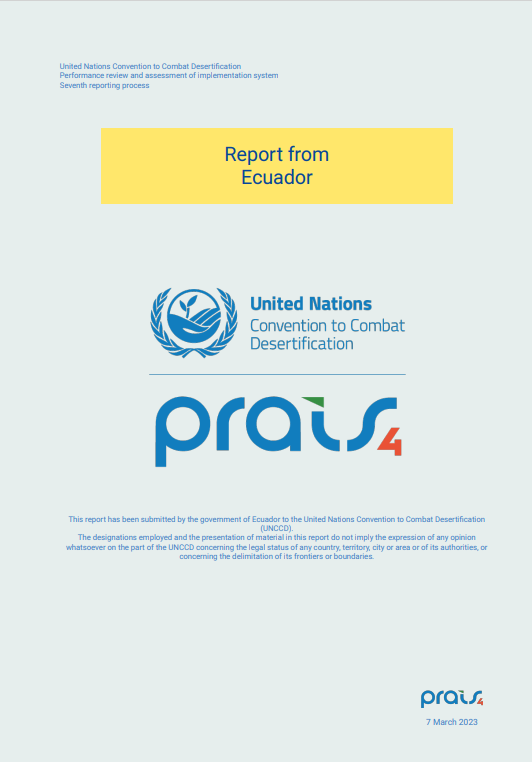 United Nations Convention to Combat Desertification
Performance review and assessment of implementation system
Seventh reporting process
Report from
Ecuador
United Nations
Convention to Combat
Desertification
prais4
This report has been submitted by the government of Ecuador to the United Nations Convention to Combat Desertification
(UNCCD).
The designations employed and the presentation of material in this report do not imply the expression of any opinion
whatsoever on the part of the UNCCD concerning the legal status of any country, territory, city or area or of its authorities, or
concerning the delimitation of its frontiers or boundaries.
prais4
7 March 2023